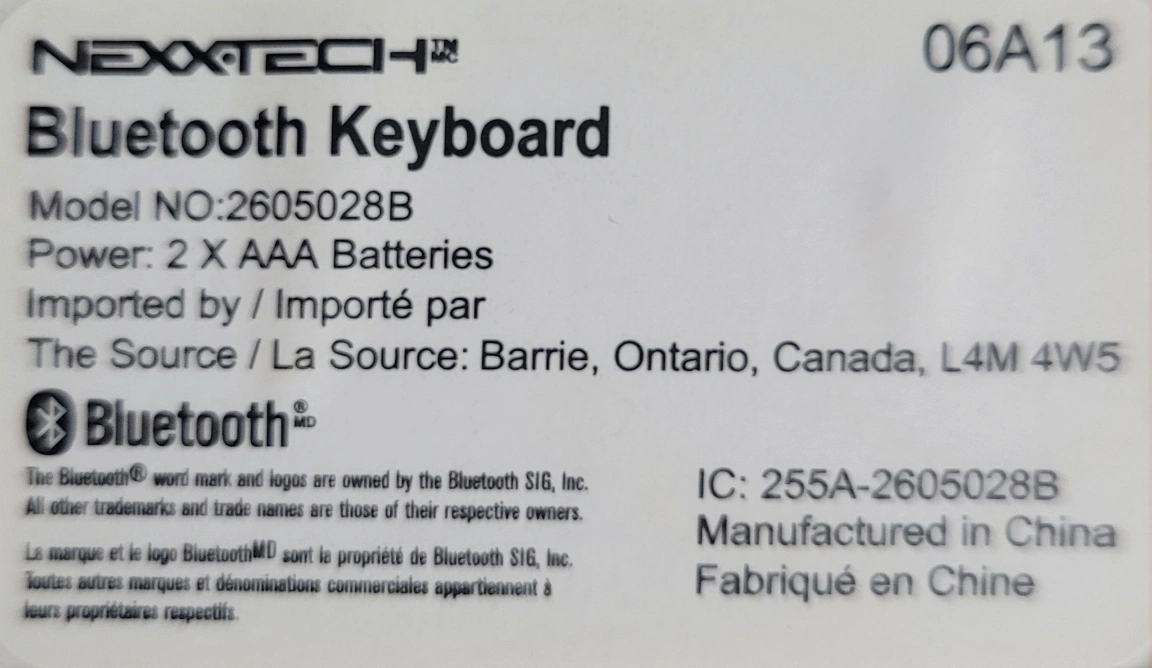 NEXXTECH™ MC
06A13
Bluetooth Keyboard
Model NO:2605028B
Power: 2 X AAA Batteries
Imported by / Importé par
The Source / La Source: Barrie, Ontario, Canada, L4M 4W5
Bluetooth® MD
The Bluetooth® word mark and logos are owned by the Bluetooth SIG, Inc.
All other trademarks and trade names are those of their respective owners.
La marque et le logo BluetoothMD sont la propriété de Bluetooth SIG, Inc.
Toutes autres marques et dénominations commerciales appartiennent à
leurs propriétaires respectifs.
IC: 255A-2605028B
Manufactured in China
Fabriqué en Chine